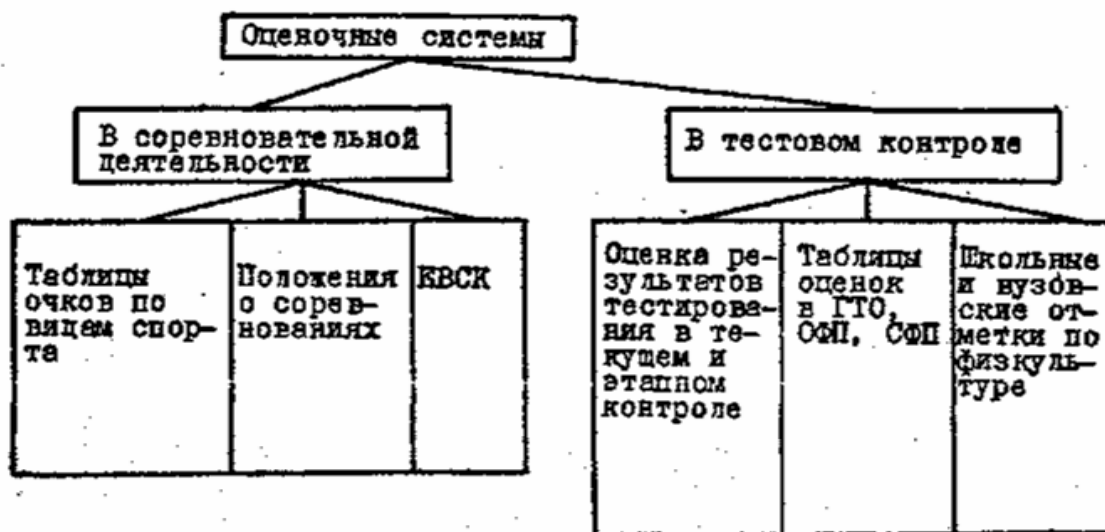 Оценочные системы
В соревновательной
деятельности
В тестовом контроле
Таблицы
очков по
видам спор-
та
Положения
о сорев-
нованиях
ЕВСК
Оценка ре-
зультатов
тестирова-
ния в те-
кущем и
этапном
контроле
Таблицы
оценок
в ГТО,
ОФП, СФП
Школьные
и вузов-
ские от-
метки по
физкуль-
туре